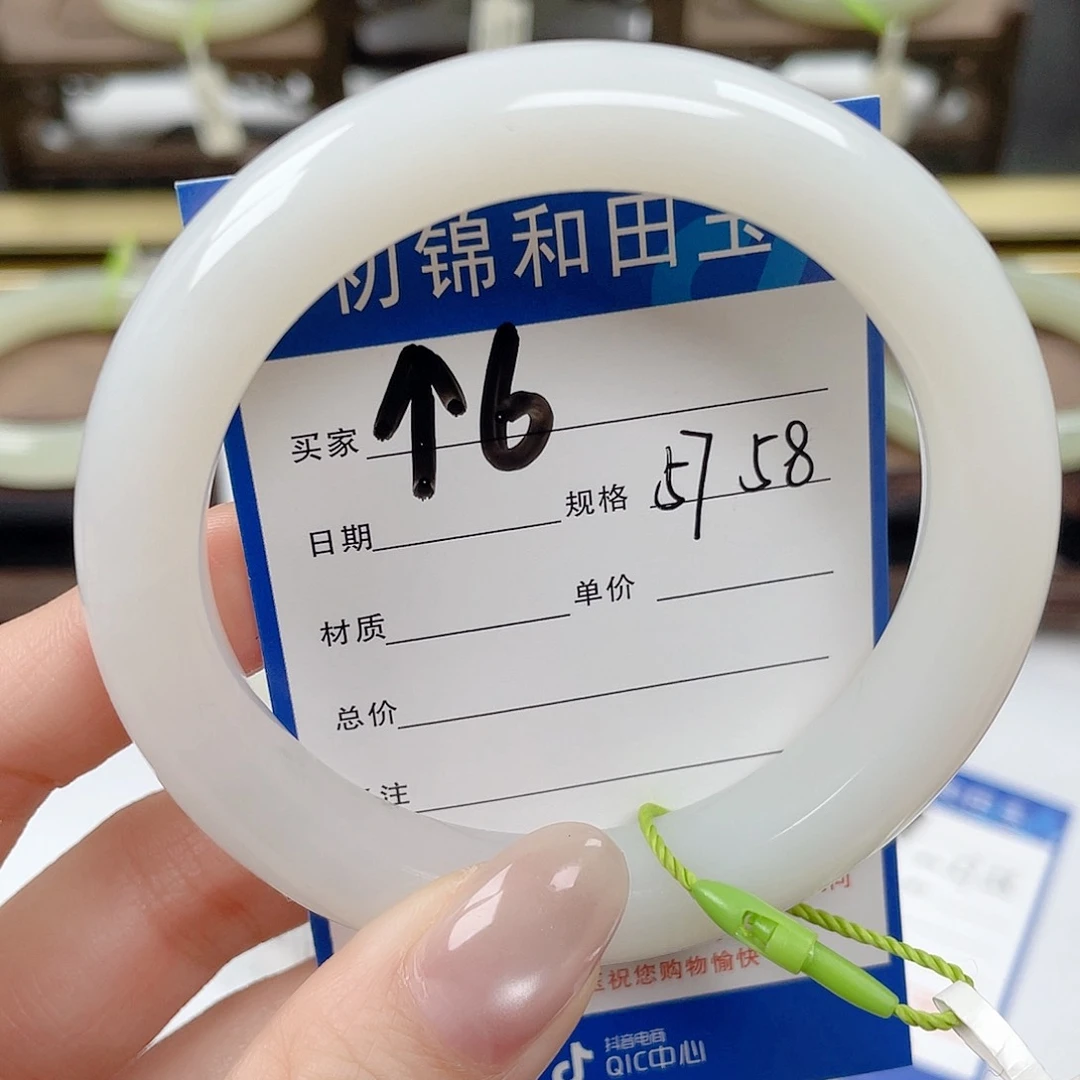 初锦和田玉
买家 ↑6
日期 规格 57 58
材质 单价
总价
注
祝您购物愉快
抖音电商
QIC中心